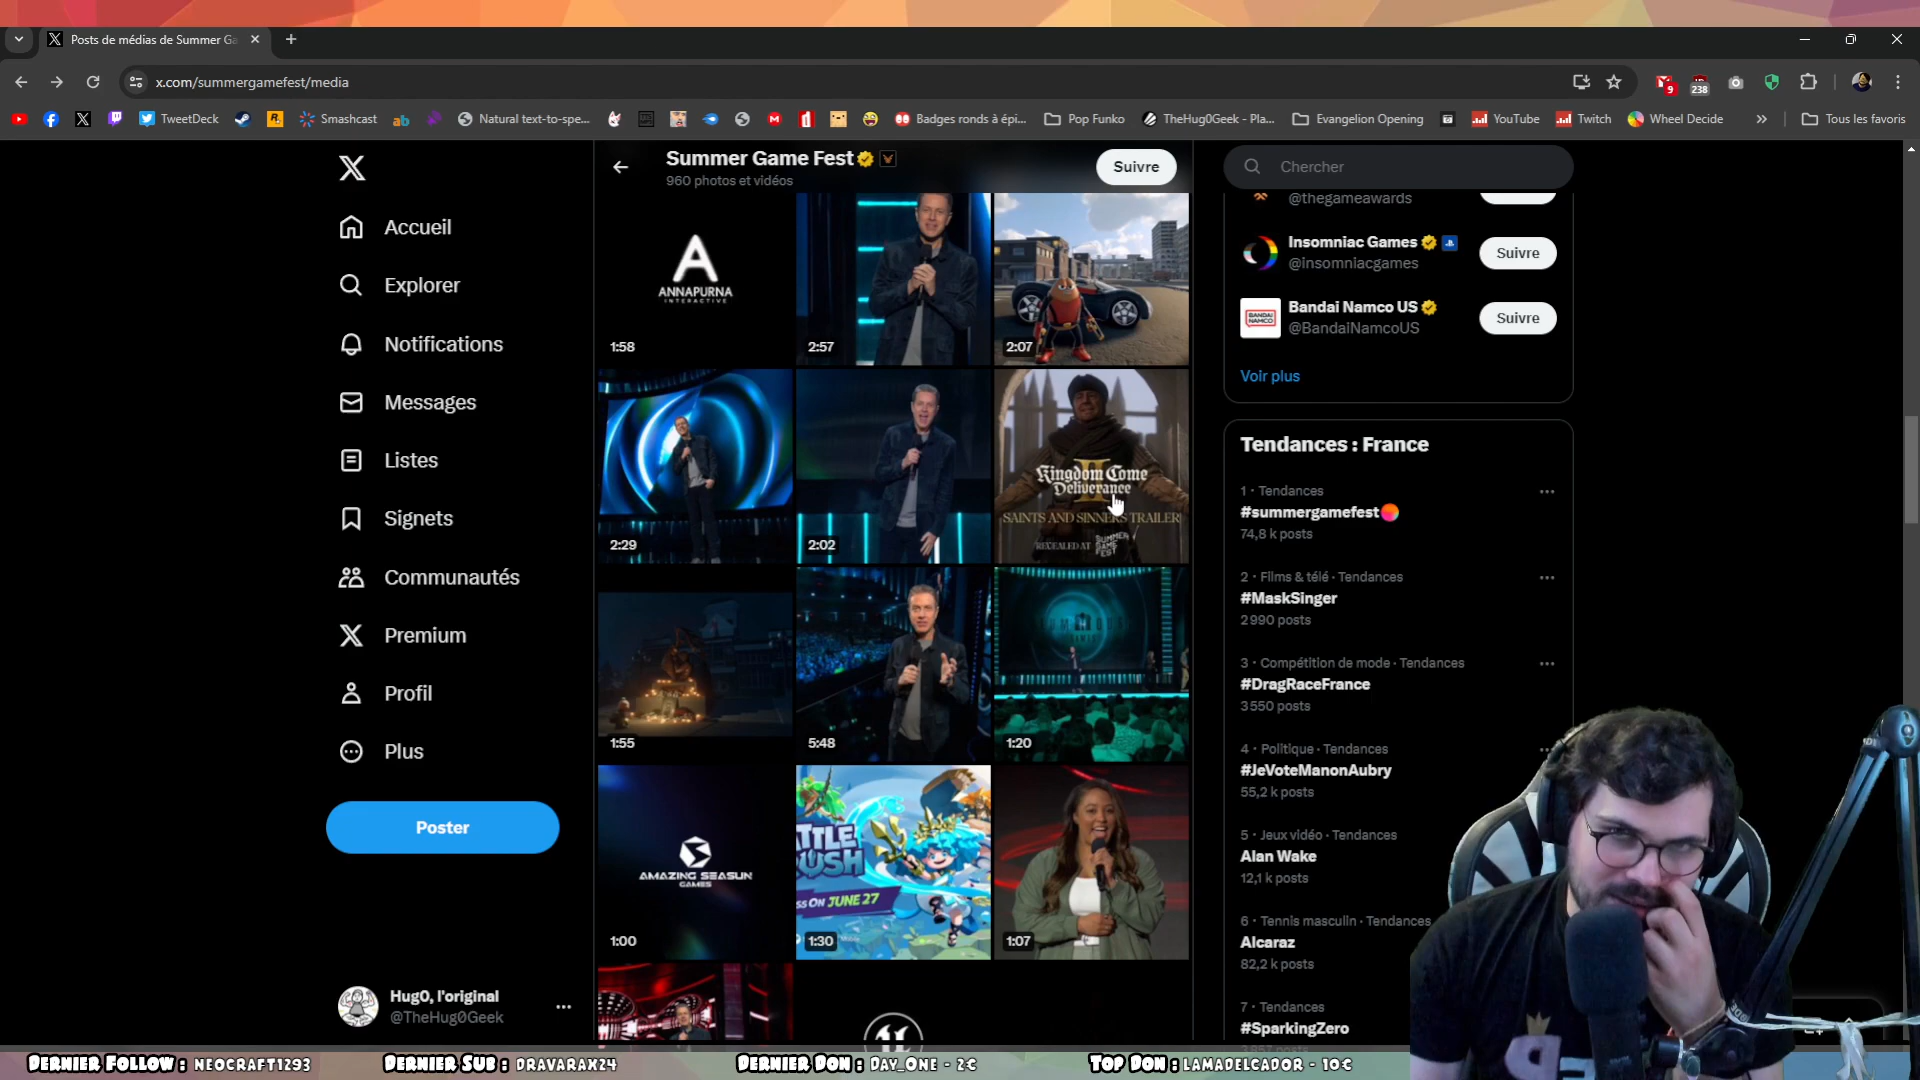 Posts de médias de Summer Ga
x.com/summergamefest/media
9
238
TweetDeck
Smashcast
ab
Natural text-to-spe...
Badges ronds à épi...
Pop Funko
TheHug0Geek - Pla...
Evangelion Opening
YouTube
Twitch
Wheel Decide
Tous les favoris
Summer Game Fest
960 photos et vidéos
Suivre
Accueil
Explorer
Notifications
Messages
Listes
Signets
Communautés
Premium
Profil
Plus
Poster
Hug0, l'original
@TheHug0Geek
ANNAPURNA
INTERACTIVE
1:58
2:57
2:07
2:29
2:02
Kingdom Come
Deliverance
II
SAINTS AND SINNERS TRAILER
REVEALED AT
SUMMER
GAME
FEST
1:55
5:48
1:20
AMAZING SEASUN
GAMES
1:00
ON JUNE 27
1:30
1:07
Chercher
@thegameawards
Insomniac Games
@insomniacgames
Suivre
BANDAI
NAMCO
Bandai Namco US
@BandaiNamcoUS
Suivre
Voir plus
Tendances : France
1 · Tendances
#summergamefest
74,8 k posts
2 · Films & télé · Tendances
#MaskSinger
2 990 posts
3 · Compétition de mode · Tendances
#DragRaceFrance
3 550 posts
4 · Politique · Tendances
#JeVoteManonAubry
55,2 k posts
5 · Jeux vidéo · Tendances
Alan Wake
12,1 k posts
6 · Tennis masculin · Tendances
Alcaraz
82,2 k posts
7 · Tendances
#SparkingZero
DERNIER FOLLOW : NEOCRAFT1293
DERNIER SUB : DRAVARAX24
DERNIER DON : DAY_ONE - 2€
TOP DON : LAMADELCADOR - 10€